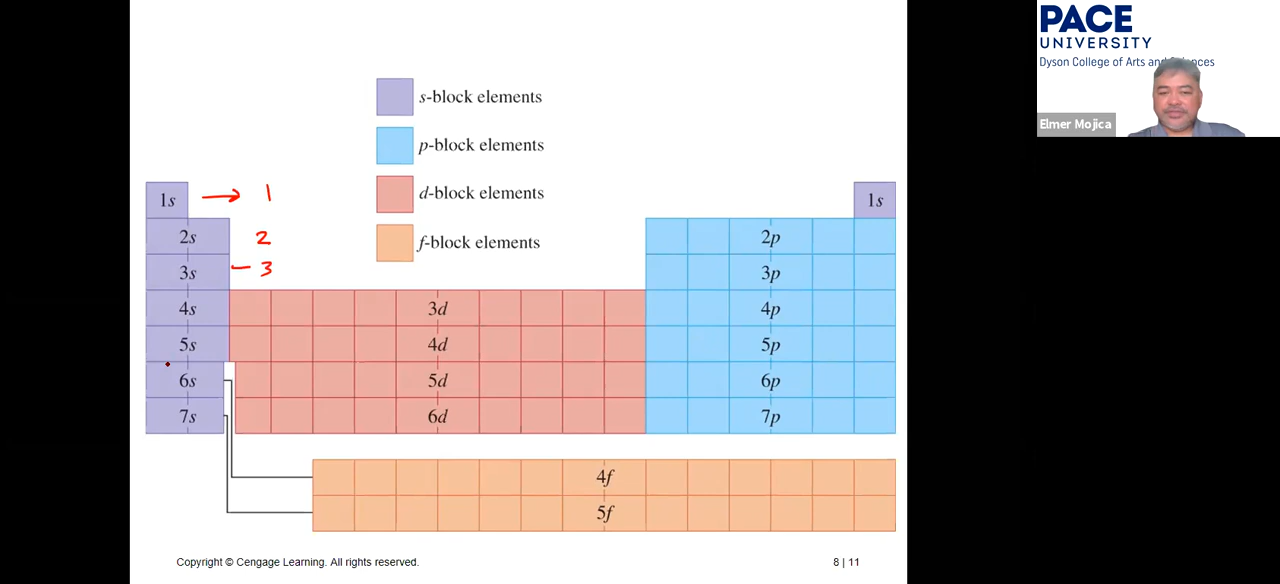 PACE
UNIVERSITY
Dyson College of Arts and
Elmer Mojica
s-block elements
p-block elements
d-block elements
f-block elements
1s → 1
1s
2s 2
2p
3s – 3
3p
4s 3d 4p
5s 4d 5p
6s 5d 6p
7s 6d 7p
4f
5f
Copyright © Cengage Learning. All rights reserved.
8 | 11